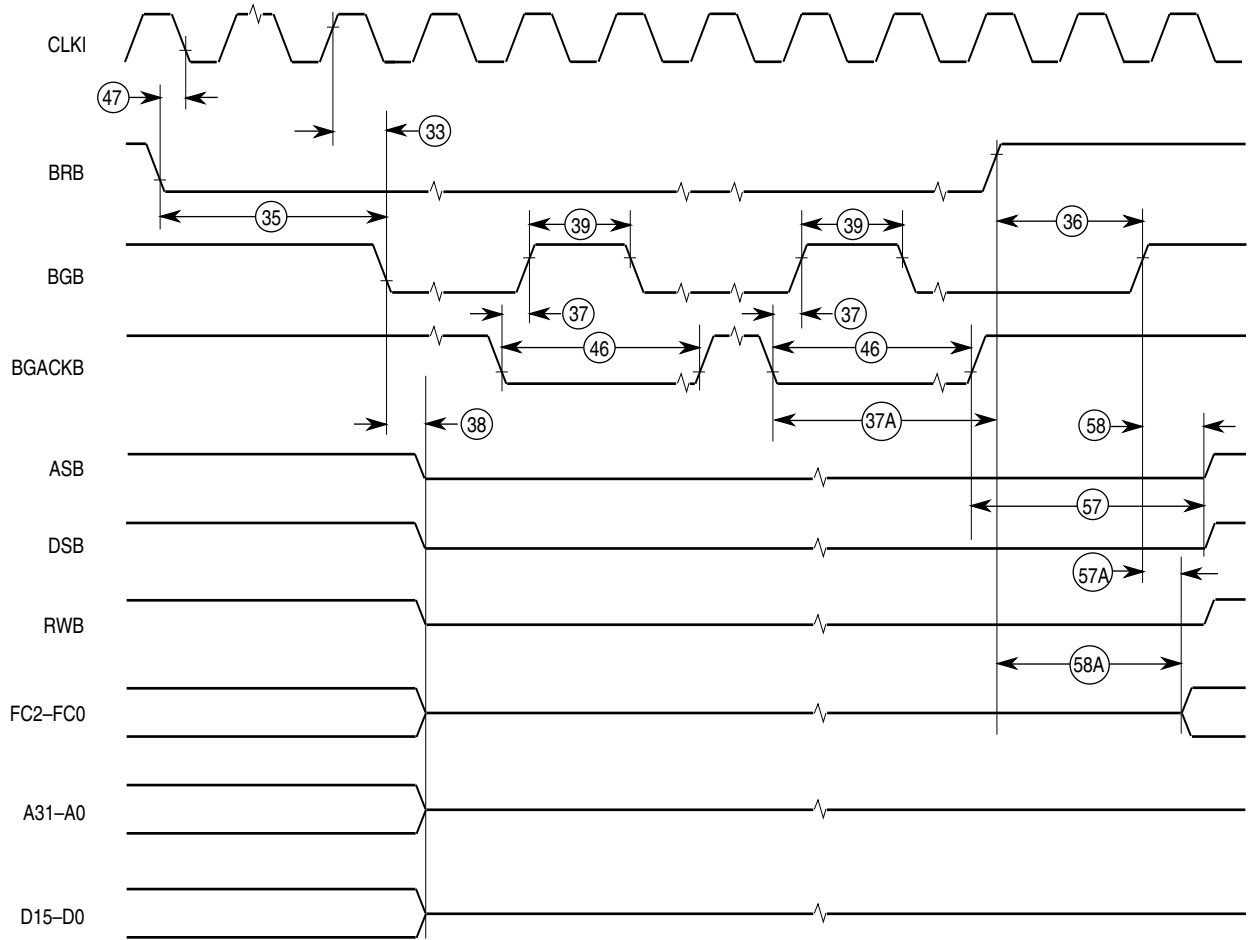 CLKI
47
33
BRB
35
39
39
36
BGB
37
37
46
46
BGACKB
38
37A
58
ASB
57
DSB
57A
RWB
58A
FC2–FC0
A31–A0
D15–D0